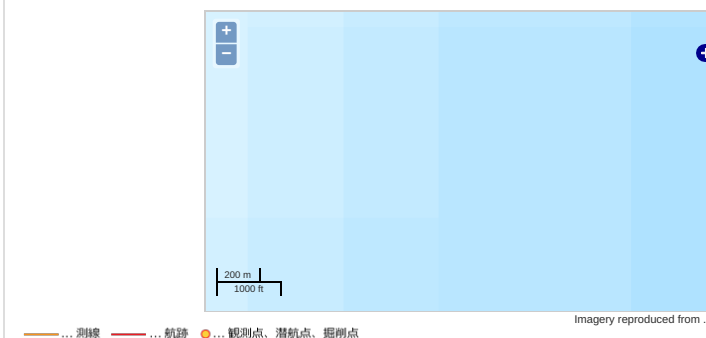 +
−
200 m
1000 ft
Imagery reproduced from .
... 測線 ... 航跡 ... 観測点、潜航点、掘削点